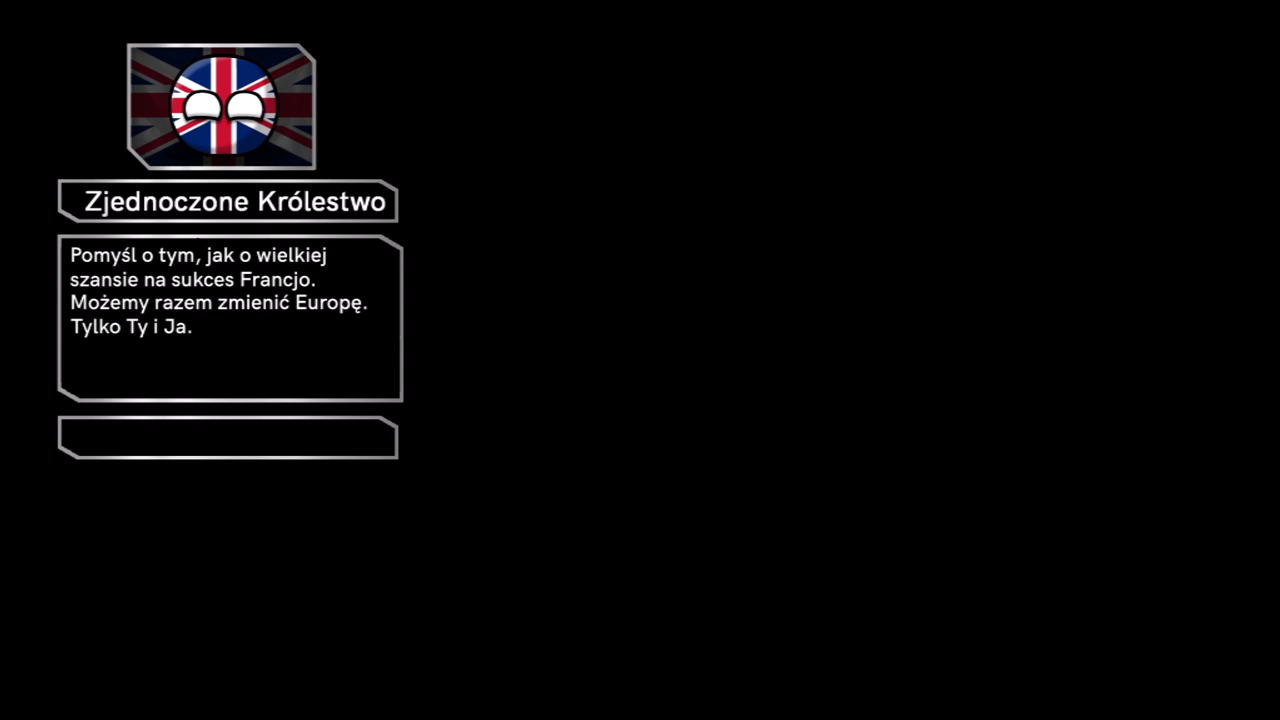 Zjednoczone Królestwo
Pomyśl o tym, jak o wielkiej
szansie na sukces Francjo.
Możemy razem zmienić Europę.
Tylko Ty i Ja.